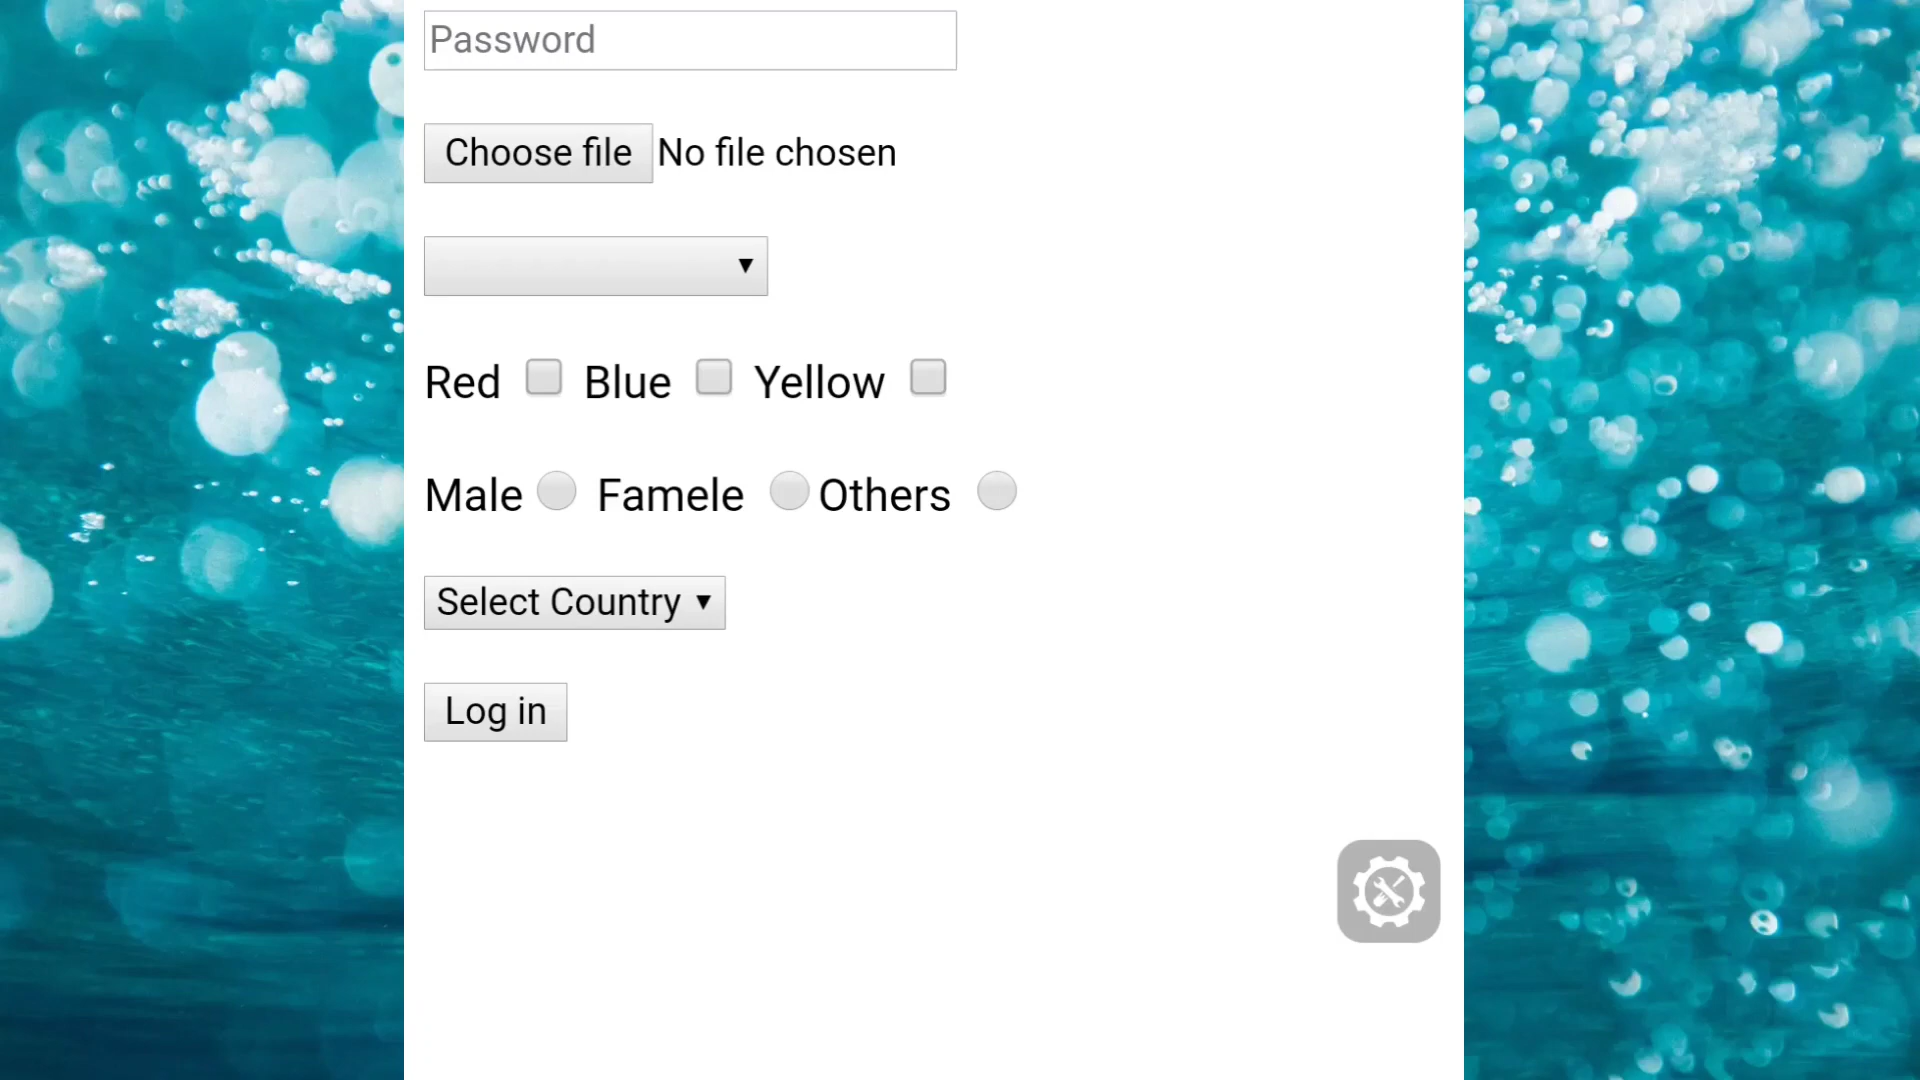 Password
Choose file No file chosen
Red Blue Yellow
Male Famele Others
Select Country
Log in